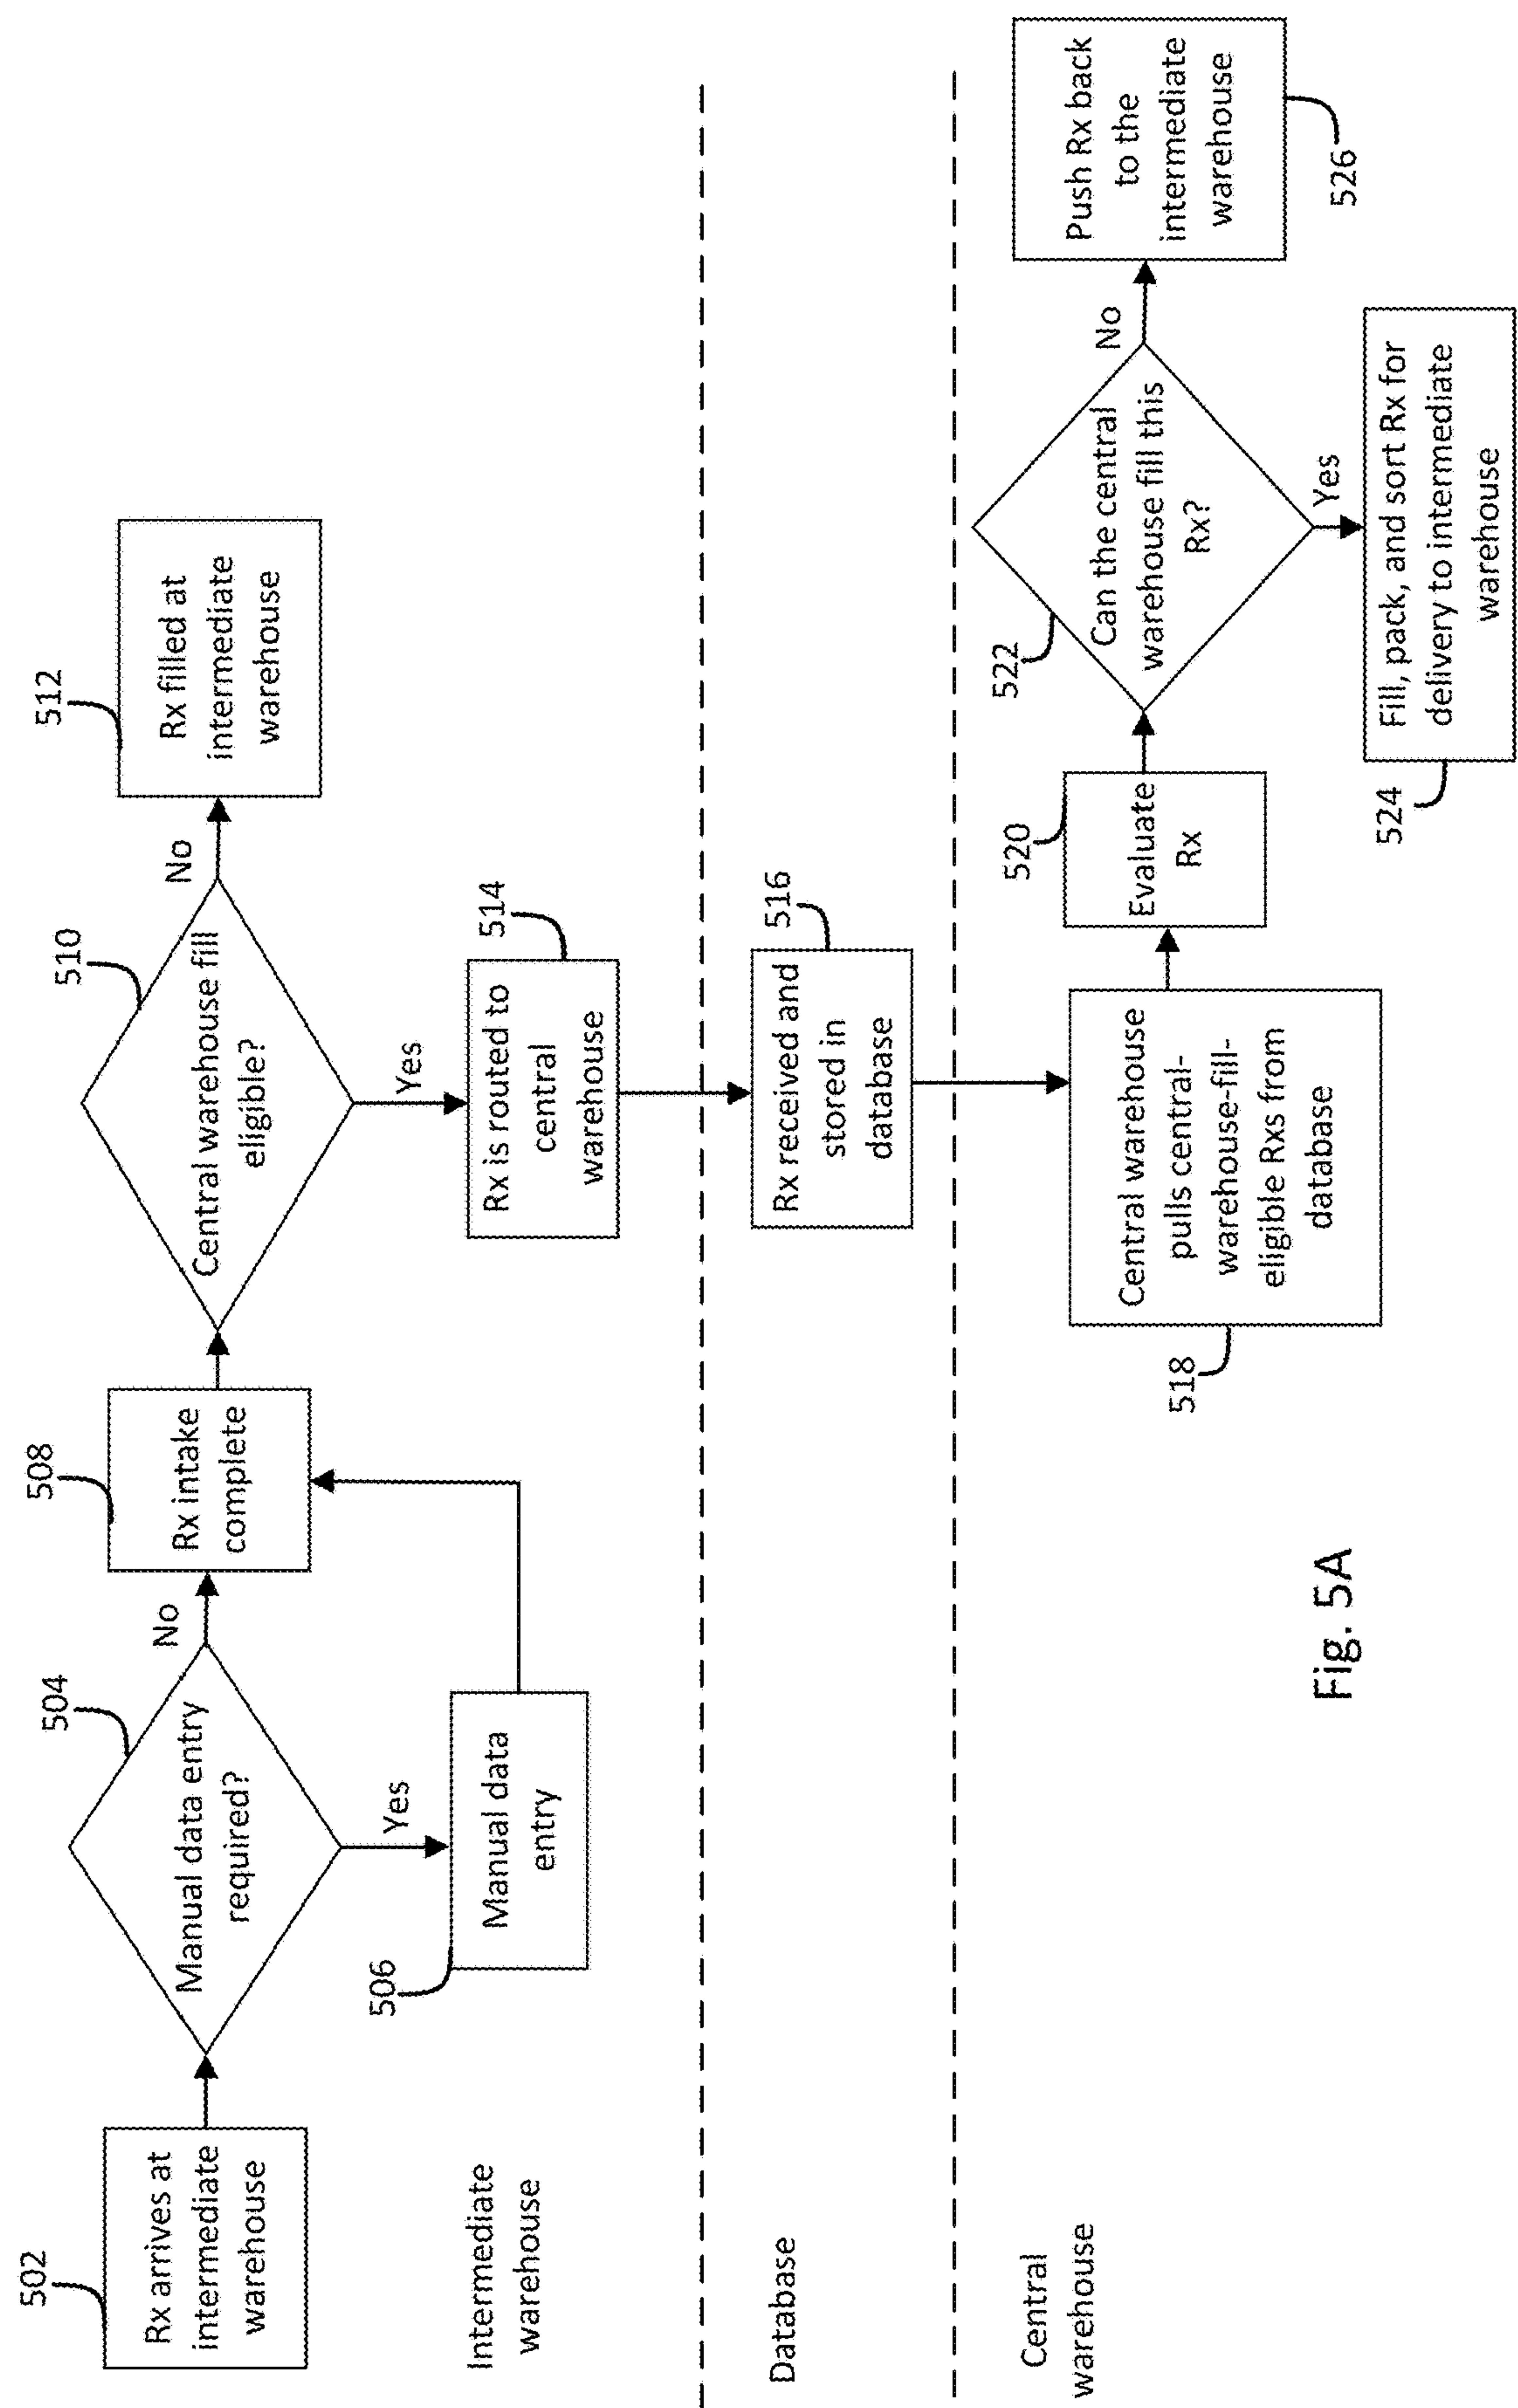 502
Rx arrives at
intermediate
warehouse
504
Manual data entry
required?
No
Yes
506
Manual data
entry
508
Rx intake
complete
510
Central warehouse fill
eligible?
No
Yes
512
Rx filled at
intermediate
warehouse
514
Rx is routed to
central
warehouse
Intermediate
warehouse
Database
516
Rx received and
stored in
database
Central
warehouse
518
Central warehouse
pulls central-
warehouse-fill-
eligible Rxs from
database
520
Evaluate
Rx
522
Can the central
warehouse fill this
Rx?
No
Yes
524
Fill, pack, and sort Rx for
delivery to intermediate
warehouse
Push Rx back
to the
intermediate
warehouse
526
Fig. 5A